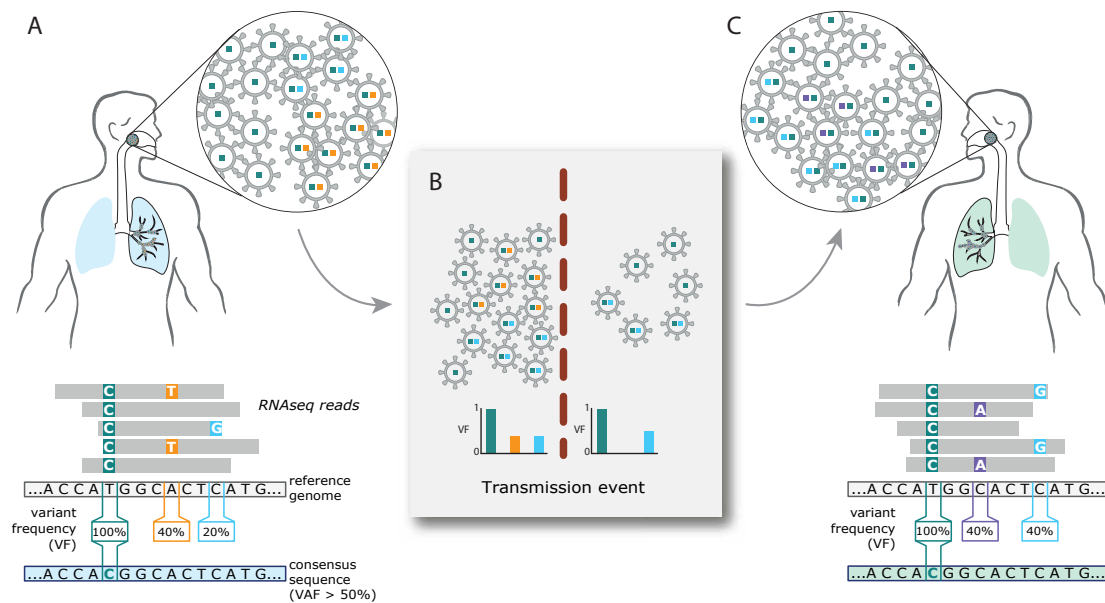 A
C
B
1
VF
0
1
VF
0
Transmission event
C T
RNAseq reads
C
C G
C T
C
...A C C A T G G C A C T C A T G...
reference
genome
variant
frequency
(VF)
100%
40%
20%
...A C C A C G G C A C T C A T G...
consensus
sequence
(VAF > 50%)
C G
C A
C
C G
C A
...A C C A T G G C A C T C A T G...
variant
frequency
(VF)
100%
40%
40%
...A C C A C G G C A C T C A T G...